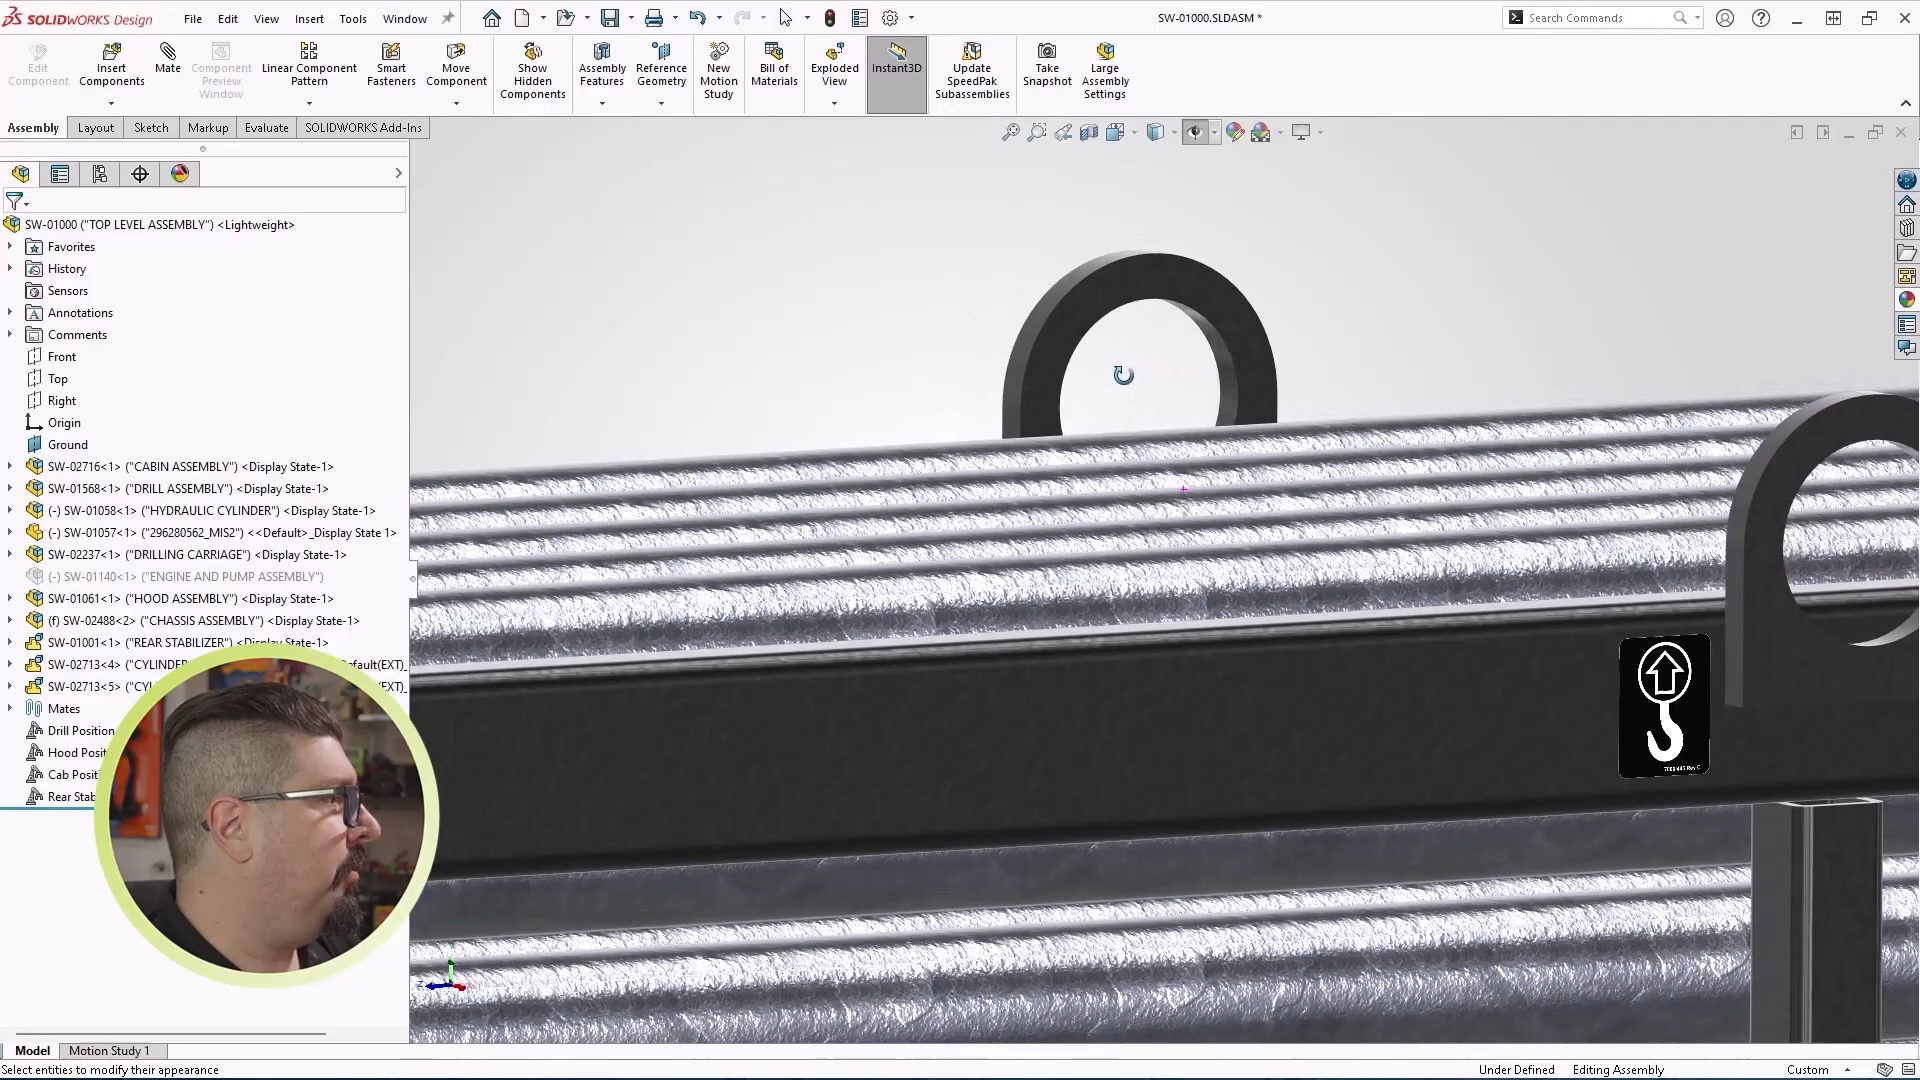 SOLIDWORKS Design
File Edit View Insert Tools Window
SW-01000.SLDASM *
Search Commands
Edit Component
Insert Components
Mate
Component Preview Window
Linear Component Pattern
Smart Fasteners
Move Component
Show Hidden Components
Assembly Features
Reference Geometry
New Motion Study
Bill of Materials
Exploded View
Instant3D
Update SpeedPak Subassemblies
Take Snapshot
Large Assembly Settings
Assembly Layout Sketch Markup Evaluate SOLIDWORKS Add-Ins
SW-01000 ("TOP LEVEL ASSEMBLY") <Lightweight>
Favorites
History
Sensors
Annotations
Comments
Front
Top
Right
Origin
Ground
SW-02716<1> ("CABIN ASSEMBLY") <Display State-1>
SW-01568<1> ("DRILL ASSEMBLY") <Display State-1>
(-) SW-01058<1> ("HYDRAULIC CYLINDER") <Display State-1>
(-) SW-01057<1> ("296280562_MIS2") <<Default>_Display State 1>
SW-02237<1> ("DRILLING CARRIAGE") <Display State-1>
(-) SW-01140<1> ("ENGINE AND PUMP ASSEMBLY")
SW-01061<1> ("HOOD ASSEMBLY") <Display State-1>
(f) SW-02488<2> ("CHASSIS ASSEMBLY") <Display State-1>
SW-01001<1> ("REAR STABILIZER") <Display State-1>
SW-02713<4> ("CYLINDER efault(EXT)_
SW-02713<5> ("CYL (EXT)_
Mates
Drill Position
Hood Posit
Cab Posit
Rear Stab
Z
Model Motion Study 1
Select entities to modify their appearance
Under Defined Editing Assembly Custom